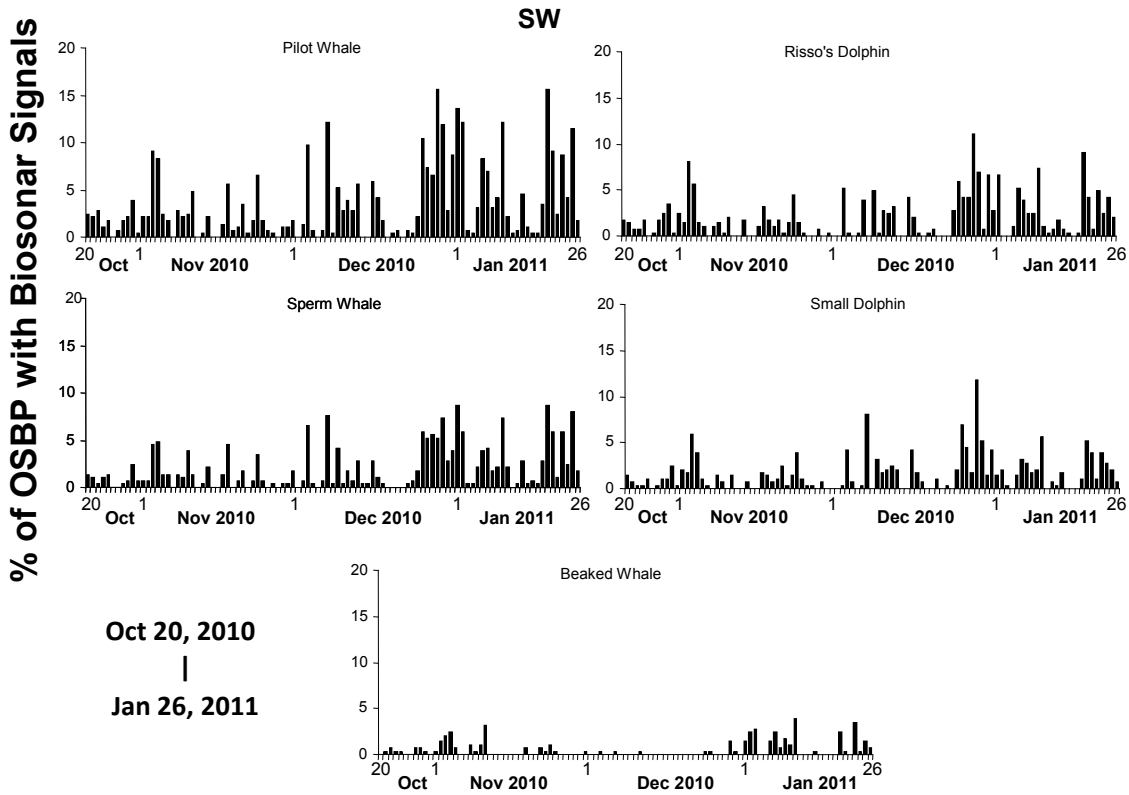 SW
% of OSBP with Biosonar Signals
Pilot Whale
20
15
10
5
0
20 1 1 1 26
Oct Nov 2010 Dec 2010 Jan 2011
Risso's Dolphin
20
15
10
5
0
20 1 1 1 26
Oct Nov 2010 Dec 2010 Jan 2011
Sperm Whale
20
15
10
5
0
20 1 1 1 26
Oct Nov 2010 Dec 2010 Jan 2011
Small Dolphin
20
15
10
5
0
20 1 1 1 26
Oct Nov 2010 Dec 2010 Jan 2011
Beaked Whale
20
15
10
5
0
20 1 1 1 26
Oct Nov 2010 Dec 2010 Jan 2011
Oct 20, 2010
|
Jan 26, 2011